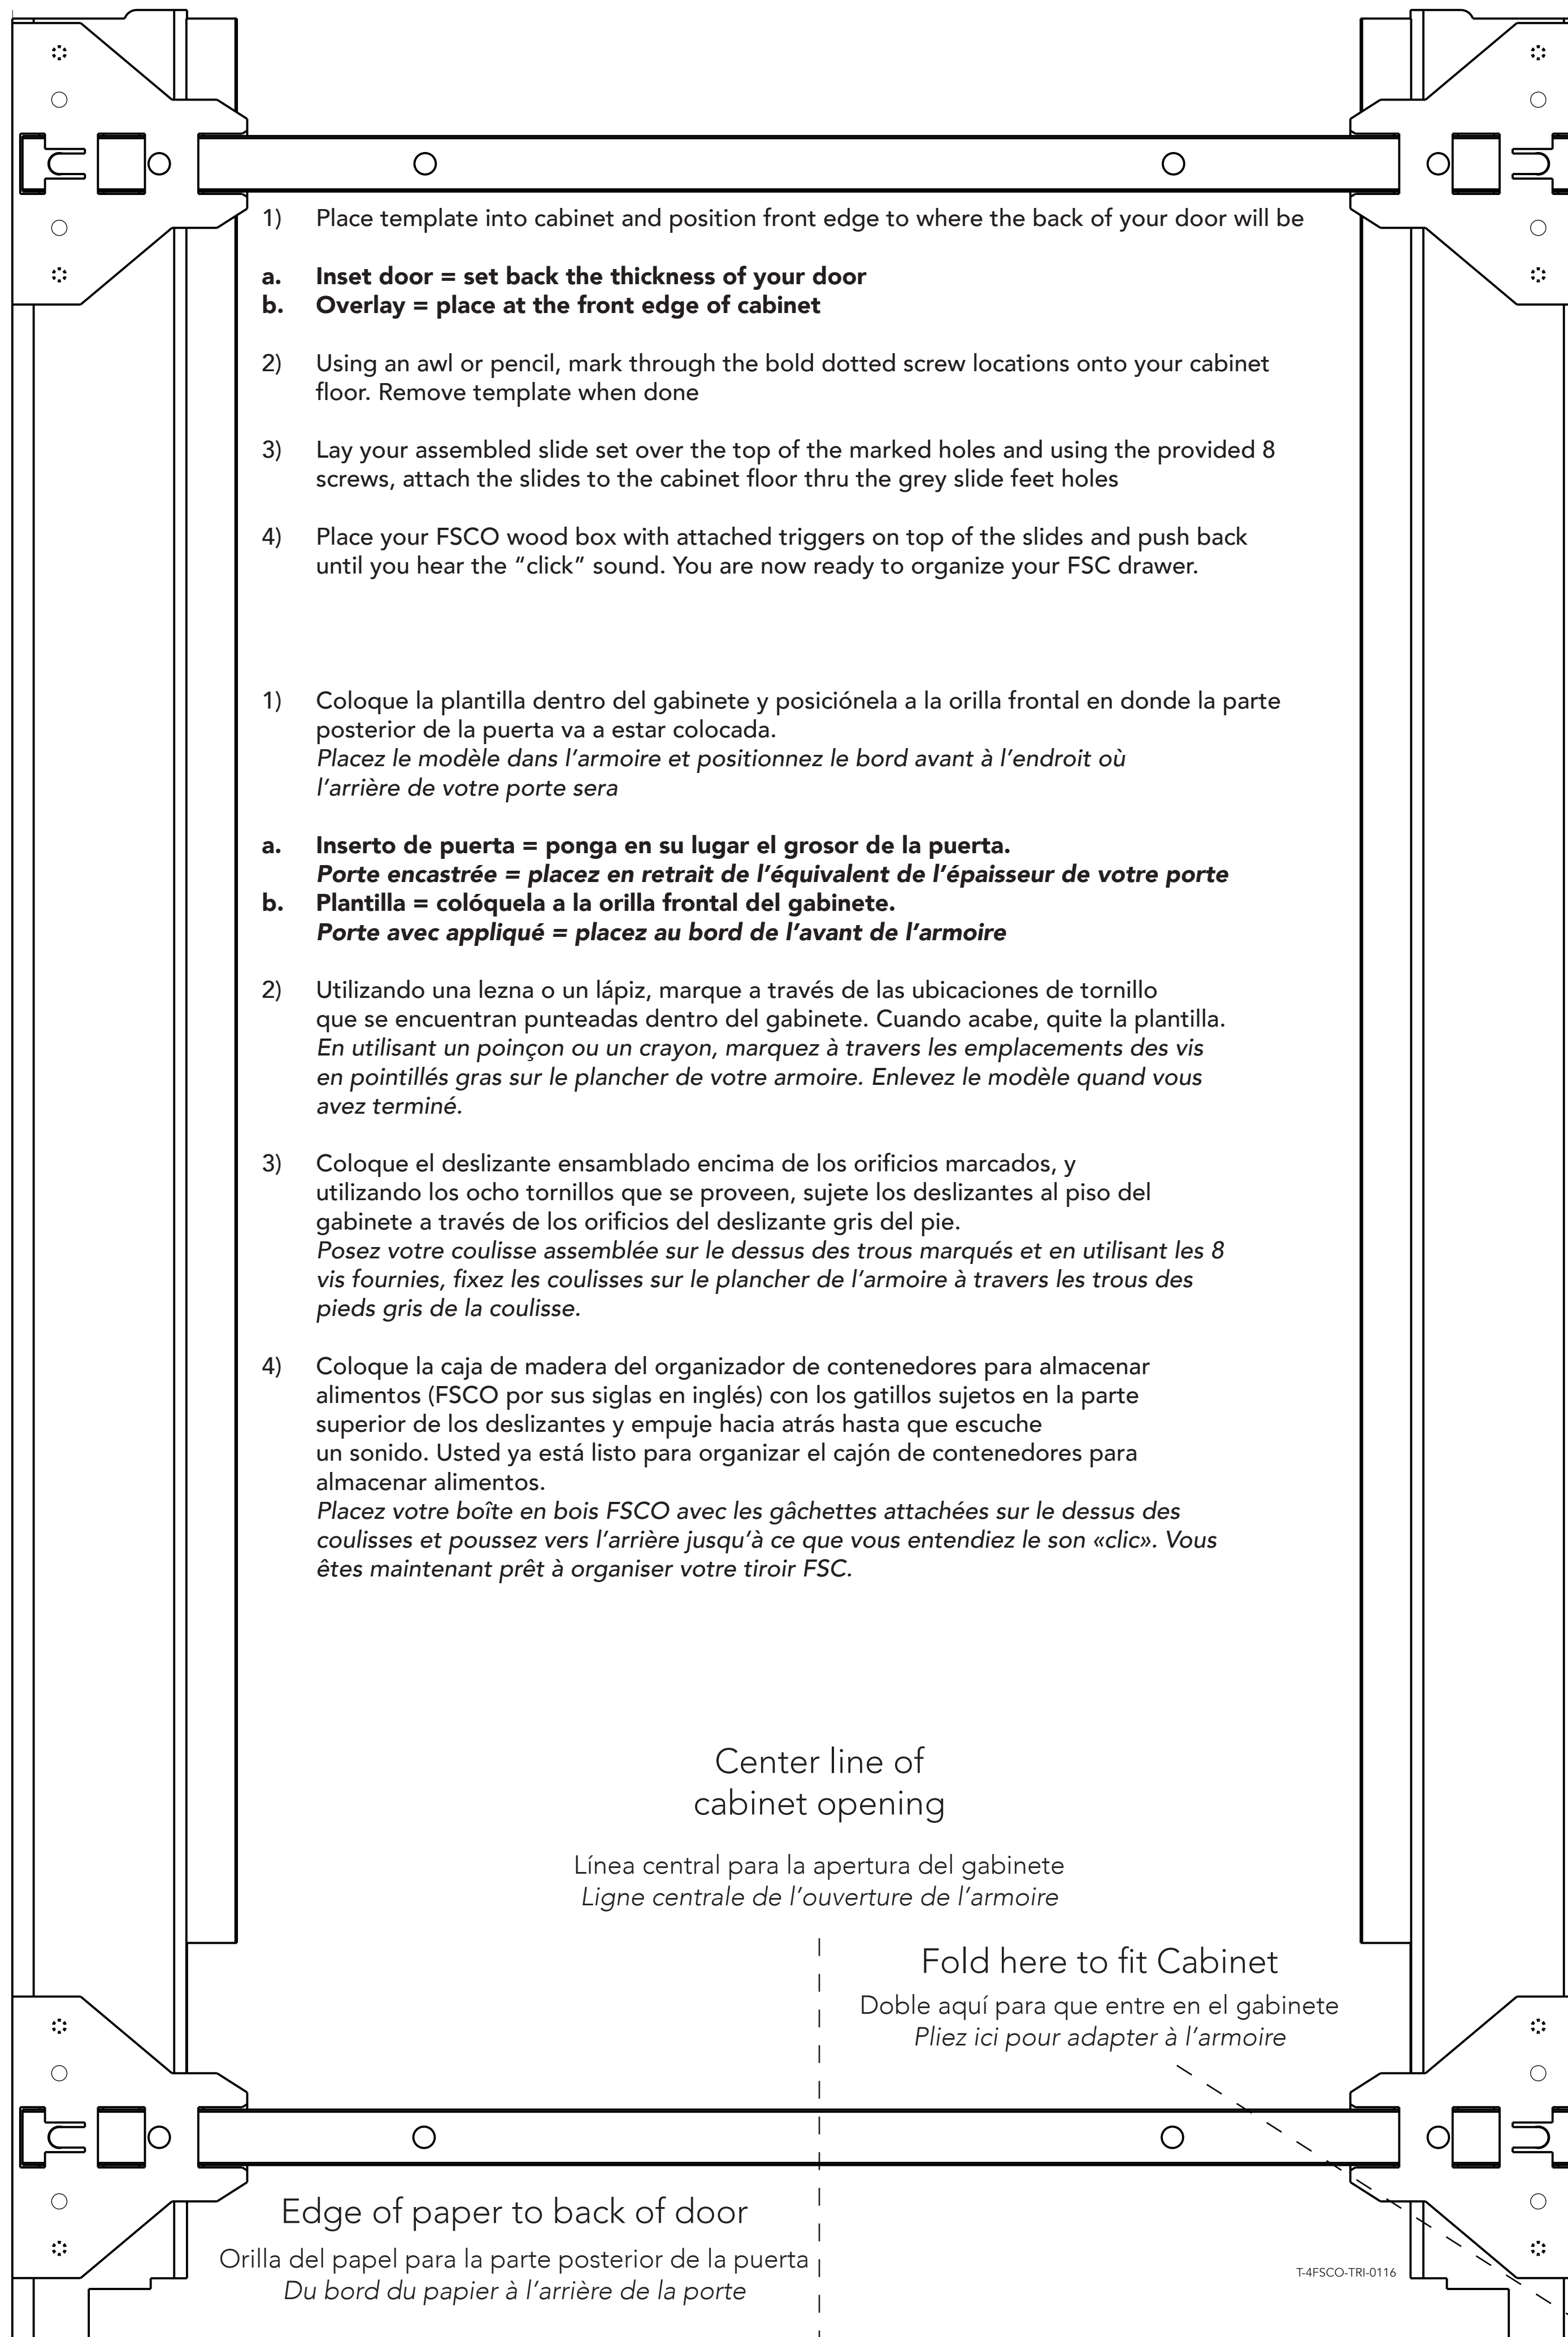 1) Place template into cabinet and position front edge to where the back of your door will be
a. Inset door = set back the thickness of your door
b. Overlay = place at the front edge of cabinet
2) Using an awl or pencil, mark through the bold dotted screw locations onto your cabinet
floor. Remove template when done
3) Lay your assembled slide set over the top of the marked holes and using the provided 8
screws, attach the slides to the cabinet floor thru the grey slide feet holes
4) Place your FSCO wood box with attached triggers on top of the slides and push back
until you hear the “click” sound. You are now ready to organize your FSC drawer.
1) Coloque la plantilla dentro del gabinete y posiciónela a la orilla frontal en donde la parte
posterior de la puerta va a estar colocada.
Placez le modèle dans l’armoire et positionnez le bord avant à l’endroit où
l’arrière de votre porte sera
a. Inserto de puerta = ponga en su lugar el grosor de la puerta.
Porte encastrée = placez en retrait de l’équivalent de l’épaisseur de votre porte
b. Plantilla = colóquela a la orilla frontal del gabinete.
Porte avec appliqué = placez au bord de l’avant de l’armoire
2) Utilizando una lezna o un lápiz, marque a través de las ubicaciones de tornillo
que se encuentran punteadas dentro del gabinete. Cuando acabe, quite la plantilla.
En utilisant un poinçon ou un crayon, marquez à travers les emplacements des vis
en pointillés gras sur le plancher de votre armoire. Enlevez le modèle quand vous
avez terminé.
3) Coloque el deslizante ensamblado encima de los orificios marcados, y
utilizando los ocho tornillos que se proveen, sujete los deslizantes al piso del
gabinete a través de los orificios del deslizante gris del pie.
Posez votre coulisse assemblée sur le dessus des trous marqués et en utilisant les 8
vis fournies, fixez les coulisses sur le plancher de l’armoire à travers les trous des
pieds gris de la coulisse.
4) Coloque la caja de madera del organizador de contenedores para almacenar
alimentos (FSCO por sus siglas en inglés) con los gatillos sujetos en la parte
superior de los deslizantes y empuje hacia atrás hasta que escuche
un sonido. Usted ya está listo para organizar el cajón de contenedores para
almacenar alimentos.
Placez votre boîte en bois FSCO avec les gâchettes attachées sur le dessus des
coulisses et poussez vers l’arrière jusqu’à ce que vous entendiez le son «clic». Vous
êtes maintenant prêt à organiser votre tiroir FSC.
Center line of
cabinet opening
Línea central para la apertura del gabinete
Ligne centrale de l’ouverture de l’armoire
Fold here to fit Cabinet
Doble aquí para que entre en el gabinete
Pliez ici pour adapter à l’armoire
Edge of paper to back of door
Orilla del papel para la parte posterior de la puerta
Du bord du papier à l’arrière de la porte
T-4FSCO-TRI-0116